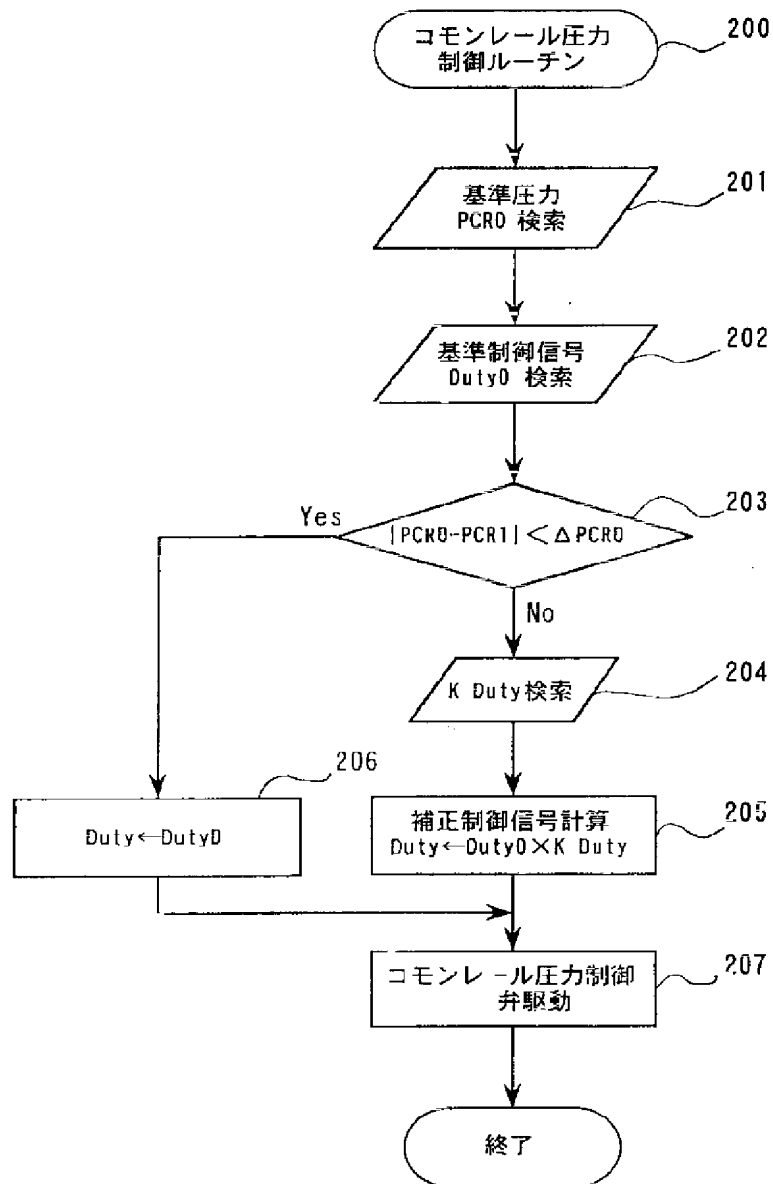 コモンレール圧力
制御ルーチン
200
基準圧力
PCR0 検索
201
基準制御信号
Duty0 検索
202
|PCR0-PCR1|<ΔPCR0
203
Yes
No
K Duty検索
204
Duty←Duty0
206
補正制御信号計算
Duty←Duty0×K Duty
205
コモンレール圧力制御
弁駆動
207
終了